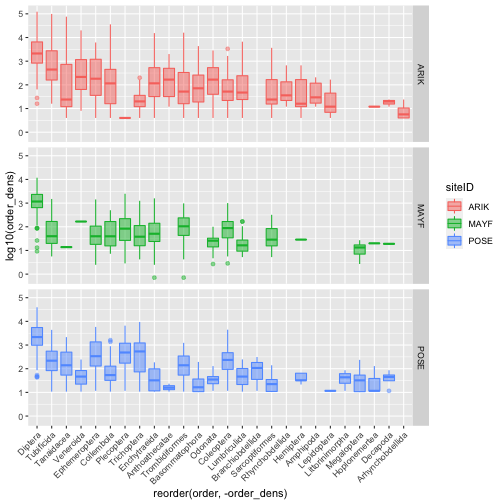 5
4
3
2
1
0
ARIK
5
4
3
2
1
0
MAYF
5
4
3
2
1
0
POSE
log10(order_dens)
Diptera
Tubificida
Tanaidacea
Veneroida
Ephemeroptera
Collembola
Plecoptera
Trichoptera
Enchytraeida
Anthoathecatae
Trombidiformes
Basommatophora
Odonata
Coleoptera
Lumbriculida
Branchiobdellida
Sarcoptiformes
Rhynchobdellida
Hemiptera
Amphipoda
Lepidoptera
Littorinimorpha
Megaloptera
Hoplonemertea
Decapoda
Arhynchobdellida
reorder(order, -order_dens)
siteID
ARIK
MAYF
POSE